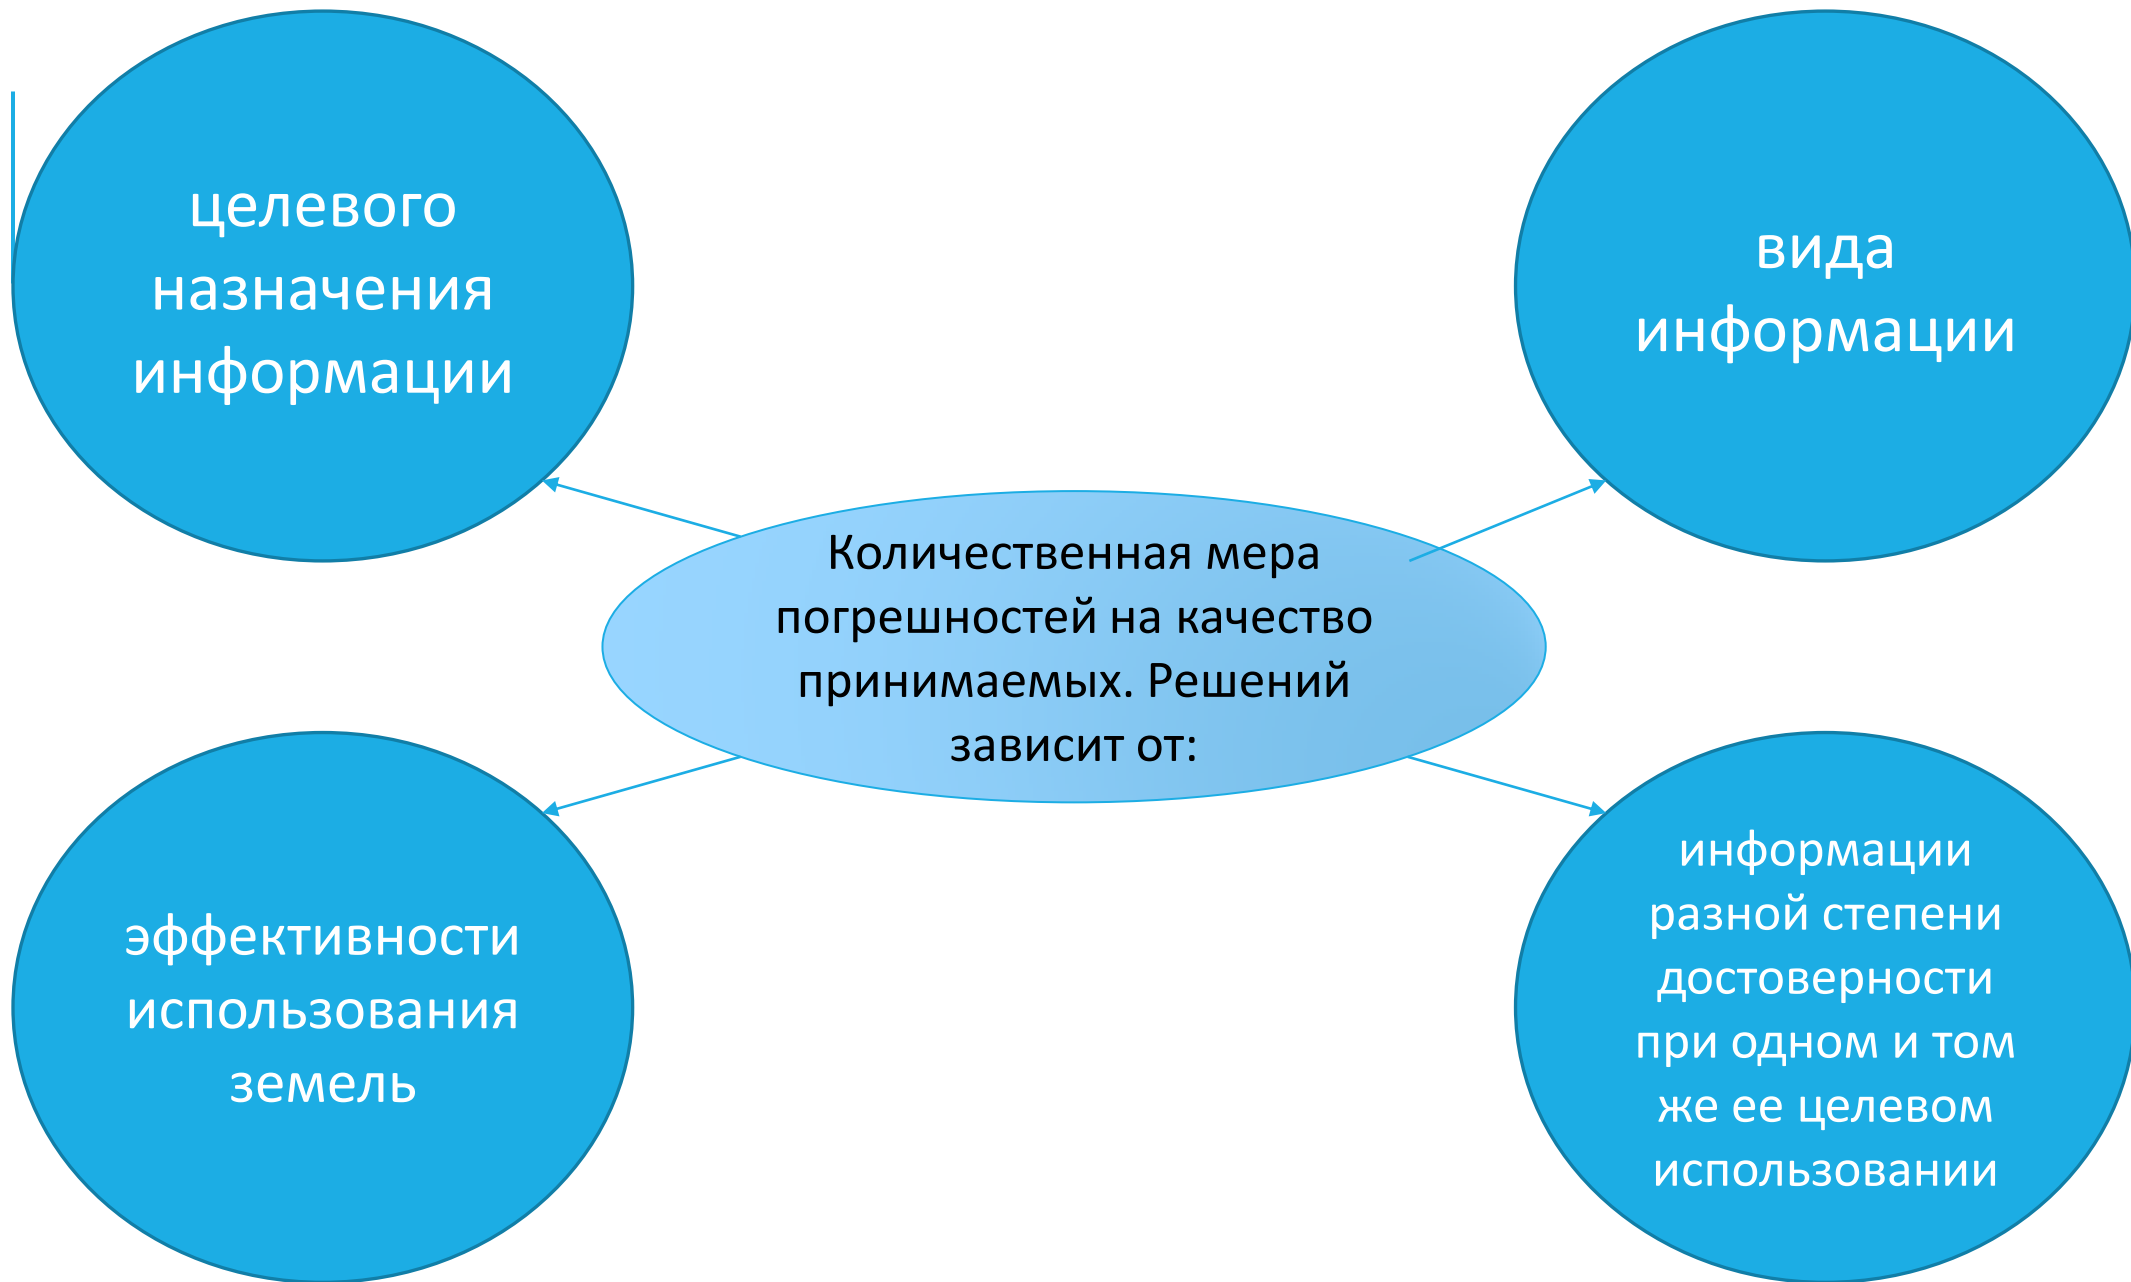 целевого
назначения
информации
вида
информации
Количественная мера
погрешностей на качество
принимаемых. Решений
зависит от:
эффективности
использования
земель
информации
разной степени
достоверности
при одном и том
же ее целевом
использовании